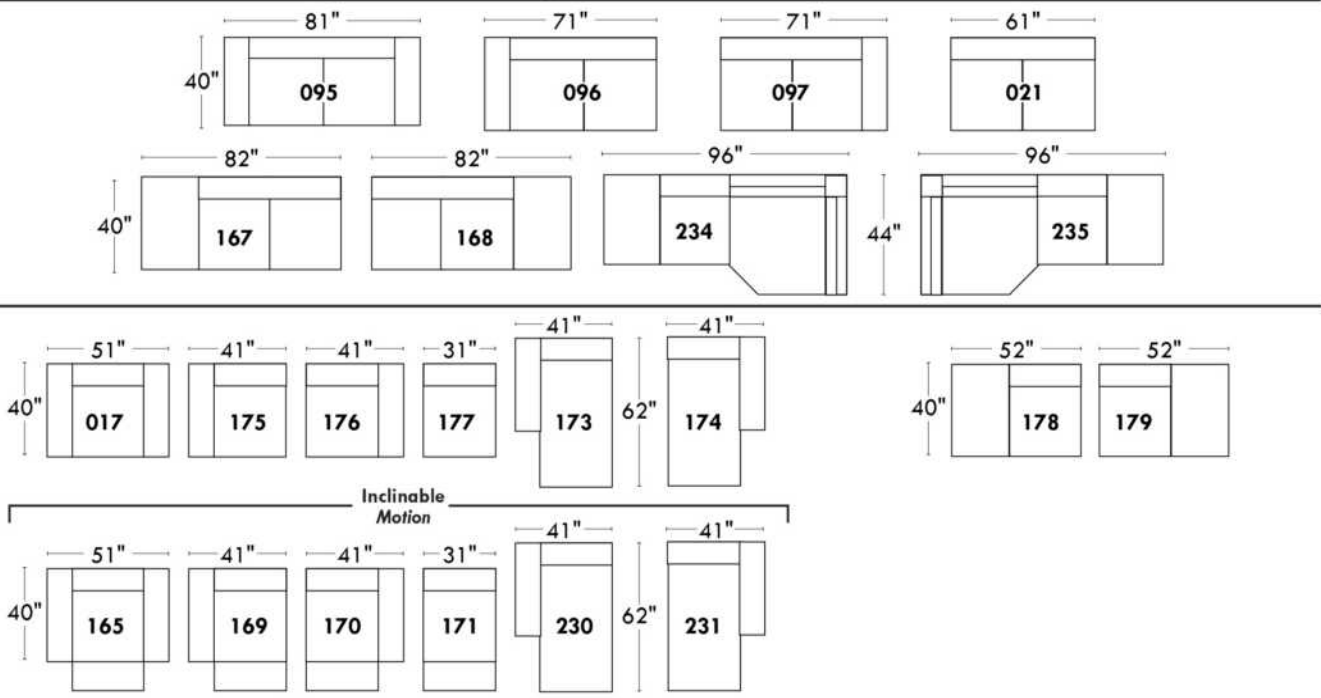 81" 71" 71" 61"
40" 095 096 097 021
82" 82" 96" 96"
40" 167 168 234 44" 235
51" 41" 41" 31" 41" 41" 52" 52"
40" 017 175 176 177 173 62" 174 40" 178 179
Inclinable
Motion
51" 41" 41" 31" 41" 41"
40" 165 169 170 171 230 62" 231